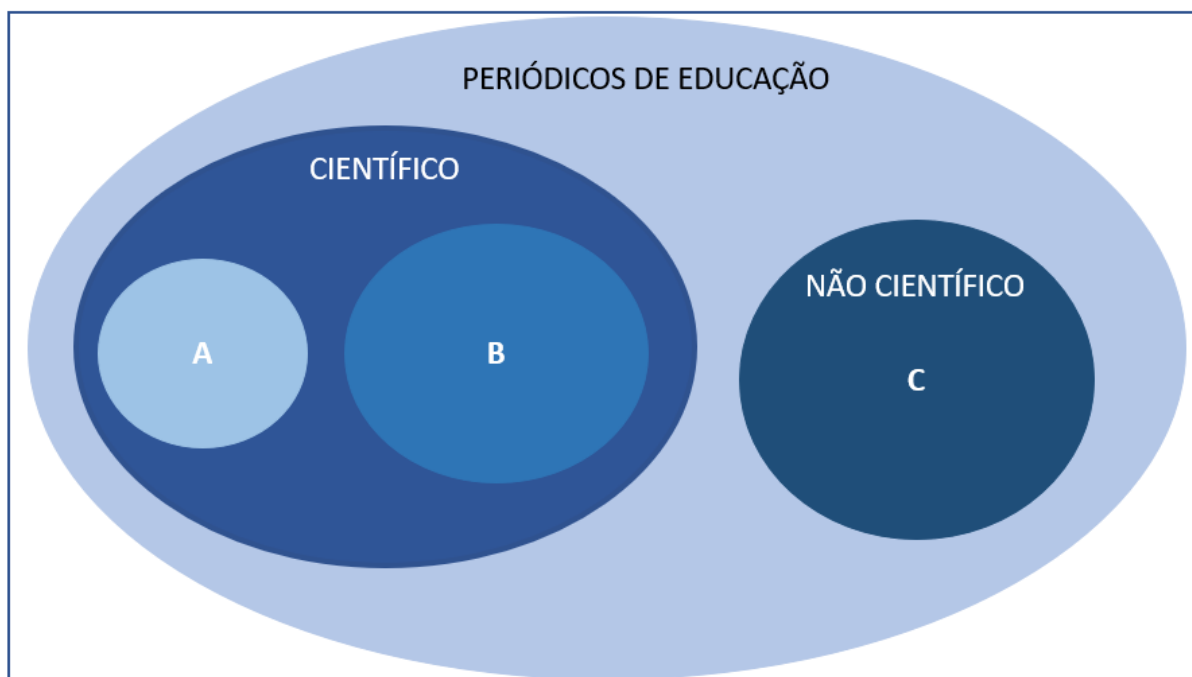 PERIÓDICOS DE EDUCAÇÃO
CIENTÍFICO
NÃO CIENTÍFICO
A
B
C